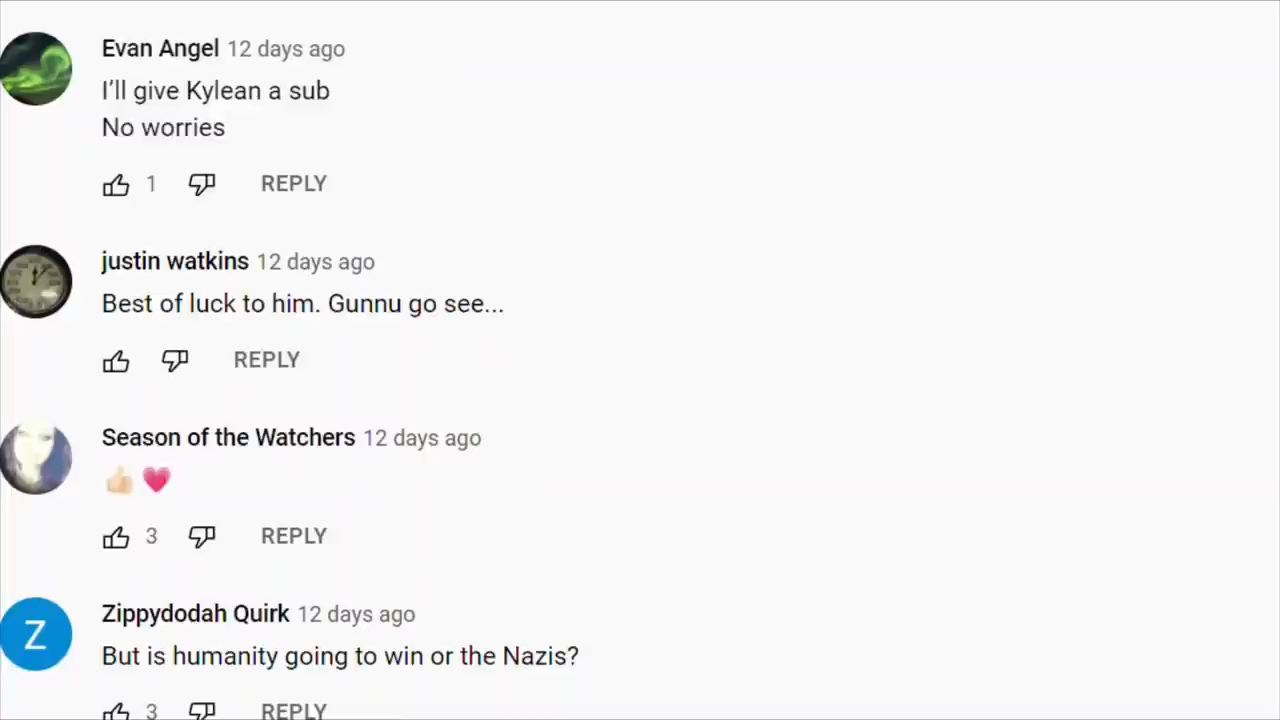 Evan Angel 12 days ago
I'll give Kylean a sub
No worries
1 REPLY
justin watkins 12 days ago
Best of luck to him. Gunnu go see...
REPLY
Season of the Watchers 12 days ago
👍🏼 💗
3 REPLY
Z
Zippydodah Quirk 12 days ago
But is humanity going to win or the Nazis?
3 REPLY